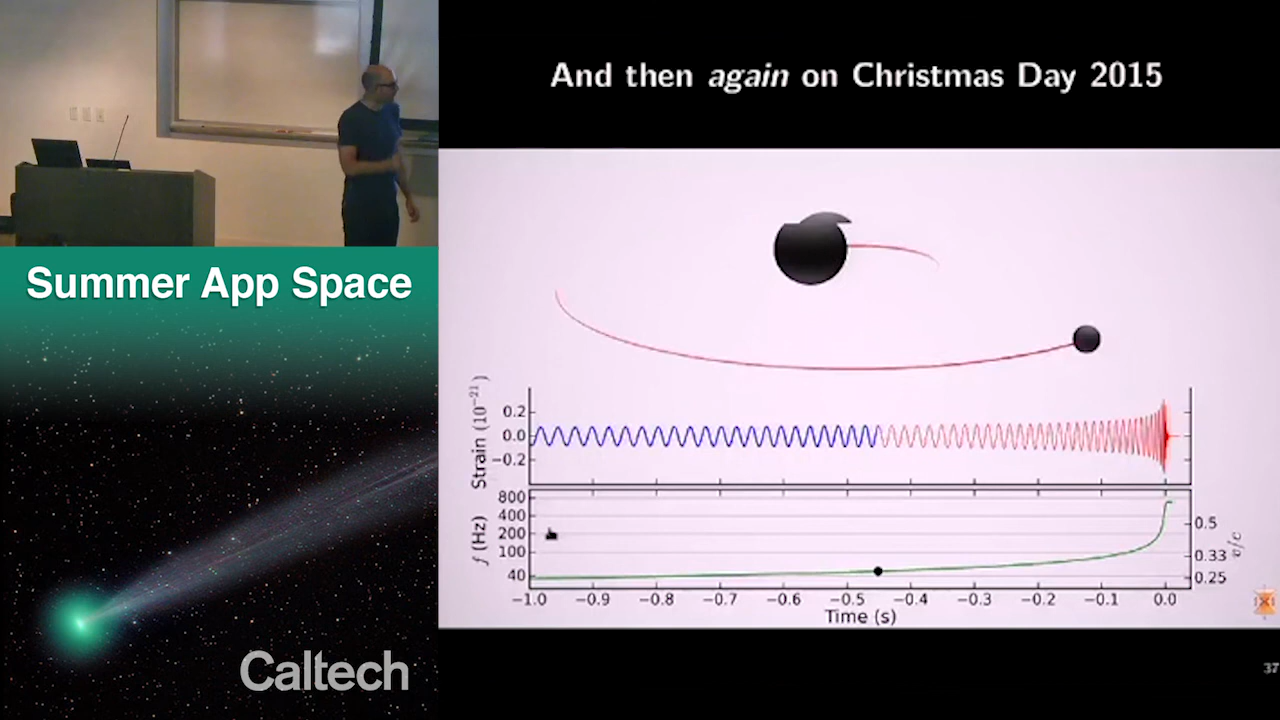 And then again on Christmas Day 2015
Summer App Space
Caltech
Strain (10⁻²¹)
0.2
0.0
−0.2
f (Hz)
800
400
200
100
40
0.5
0.33
0.25
v/c
−1.0 −0.9 −0.8 −0.7 −0.6 −0.5 −0.4 −0.3 −0.2 −0.1 0.0
Time (s)
37